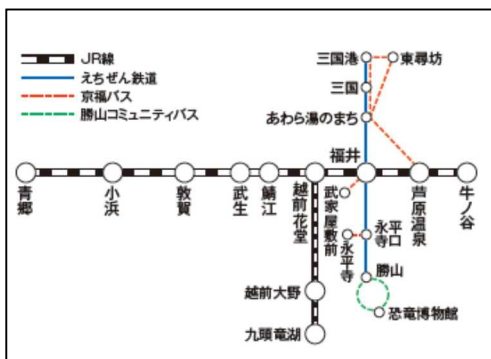 JR線
えちぜん鉄道
京福バス
勝山コミュニティバス
三国港
東尋坊
三国
あわら湯のまち
福井
青郷
小浜
敦賀
武生
鯖江
越前花堂
武家屋敷前
芦原温泉
牛ノ谷
永平寺
永平寺口
勝山
恐竜博物館
越前大野
九頭竜湖